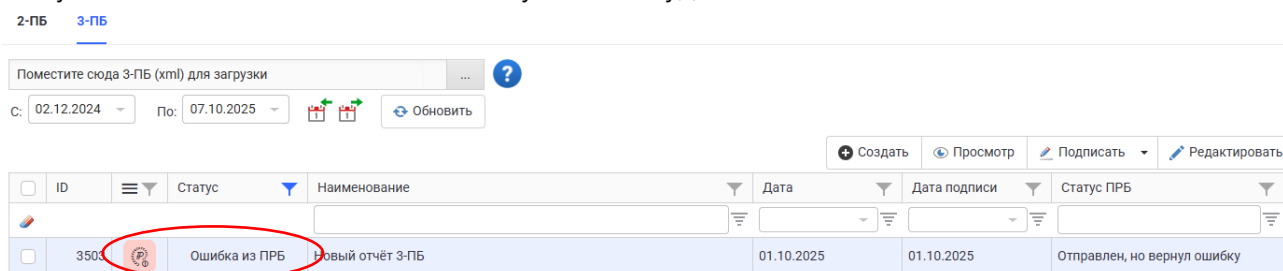 2-ПБ 3-ПБ
Поместите сюда 3-ПБ (xml) для загрузки ... ?
С: 02.12.2024 По: 07.10.2025 Обновить
Создать Просмотр Подписать Редактировать
ID Статус Наименование Дата Дата подписи Статус ПРБ
3503 Ошибка из ПРБ Новый отчёт 3-ПБ 01.10.2025 01.10.2025 Отправлен, но вернул ошибку